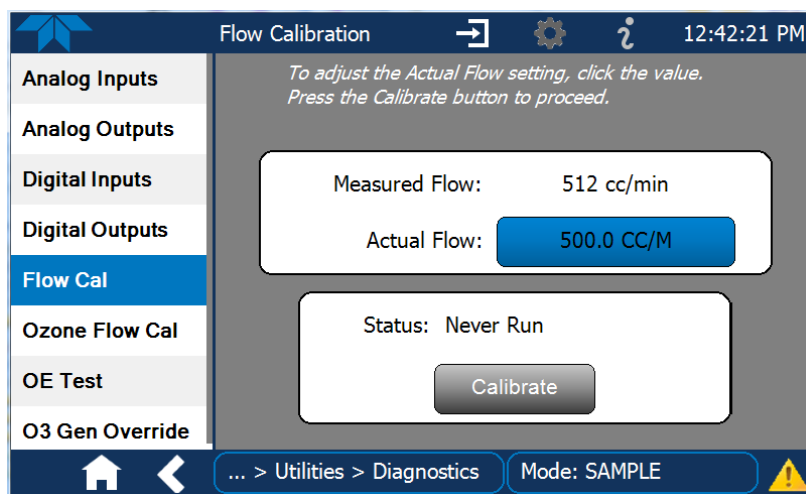 Flow Calibration
12:42:21 PM
Analog Inputs
Analog Outputs
Digital Inputs
Digital Outputs
Flow Cal
Ozone Flow Cal
OE Test
O3 Gen Override
To adjust the Actual Flow setting, click the value.
Press the Calibrate button to proceed.
Measured Flow: 512 cc/min
Actual Flow: 500.0 CC/M
Status: Never Run
Calibrate
... > Utilities > Diagnostics
Mode: SAMPLE